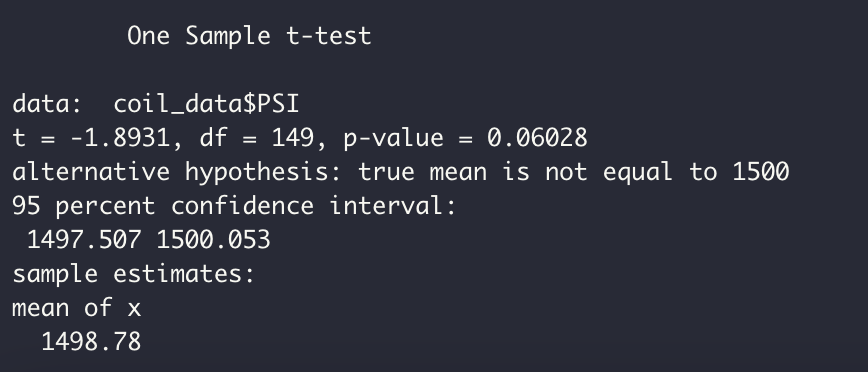 One Sample t-test
data:  coil_data$PSI
t = -1.8931, df = 149, p-value = 0.06028
alternative hypothesis: true mean is not equal to 1500
95 percent confidence interval:
1497.507 1500.053
sample estimates:
mean of x
1498.78